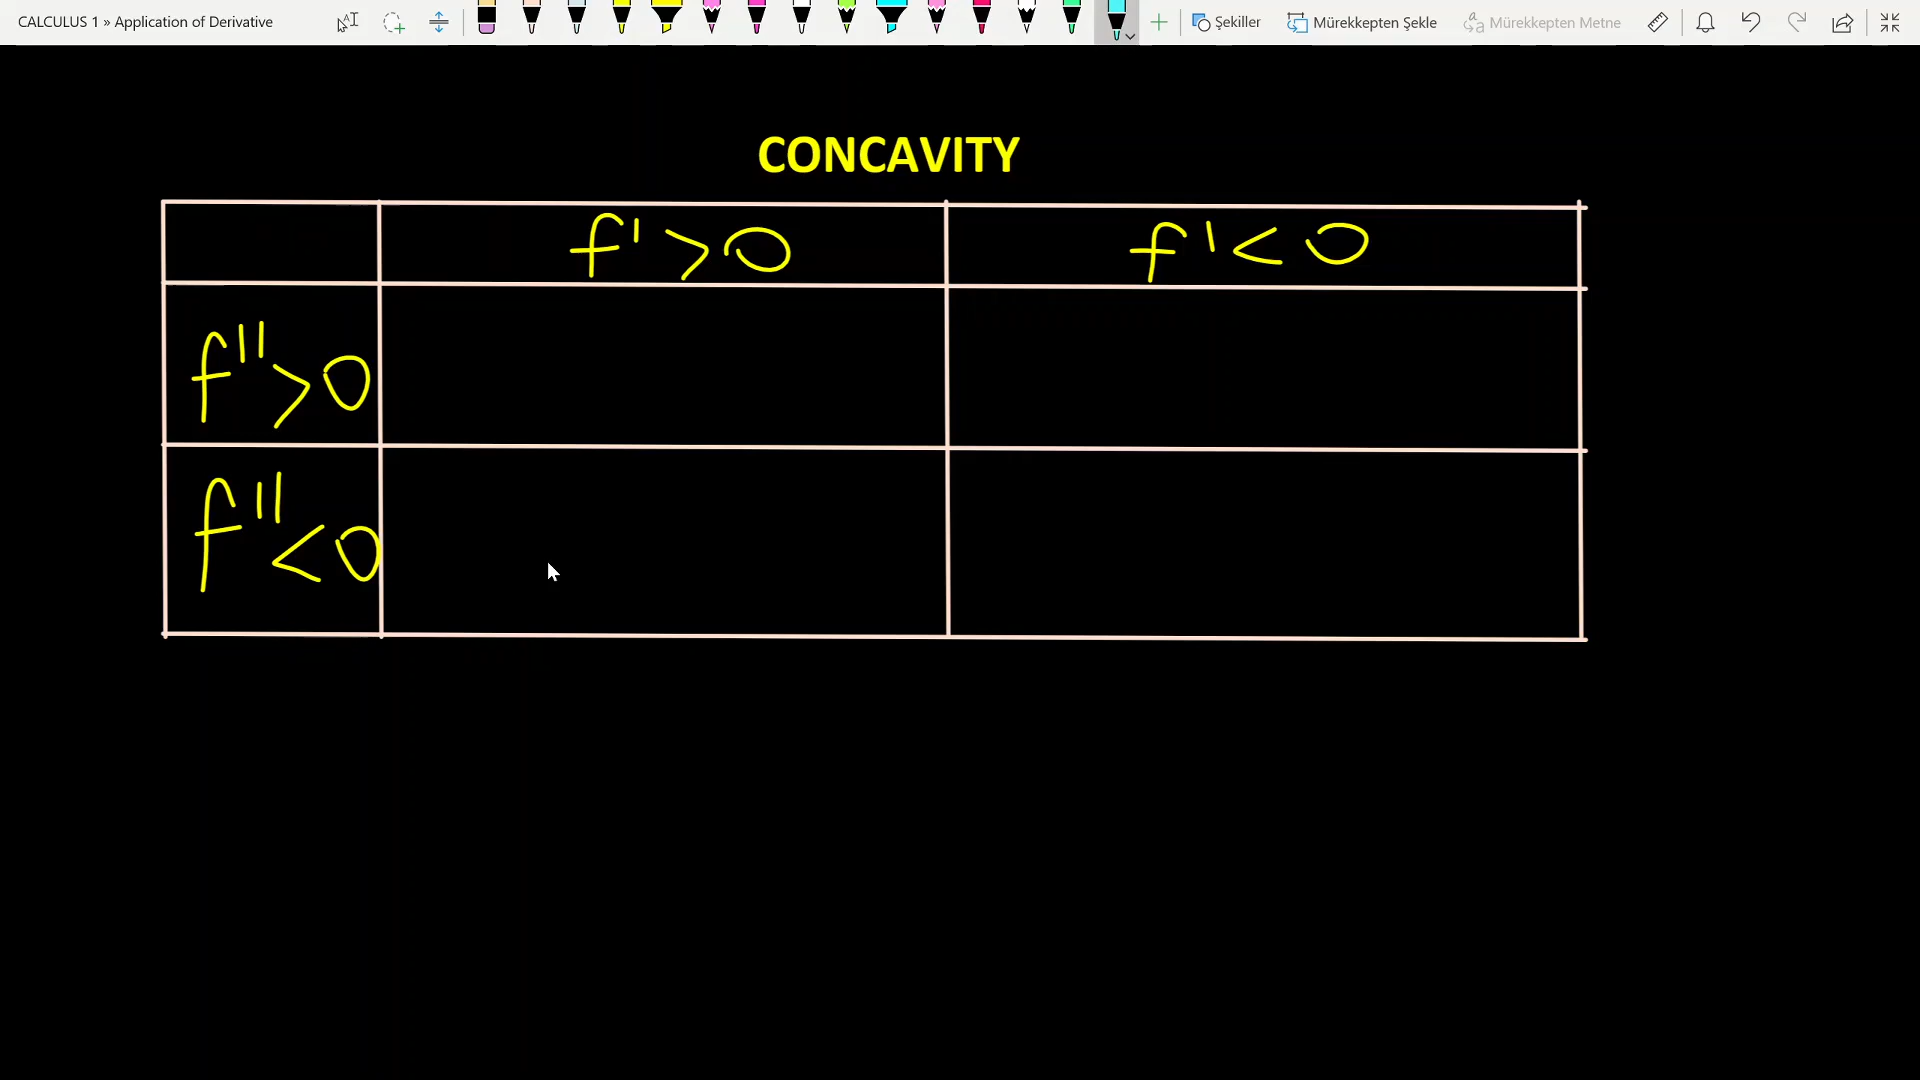 CALCULUS 1 » Application of Derivative
Şekiller
Mürekkepten Şekle
Mürekkepten Metne
CONCAVITY
f' > 0
f' < 0
f'' > 0
f'' < 0